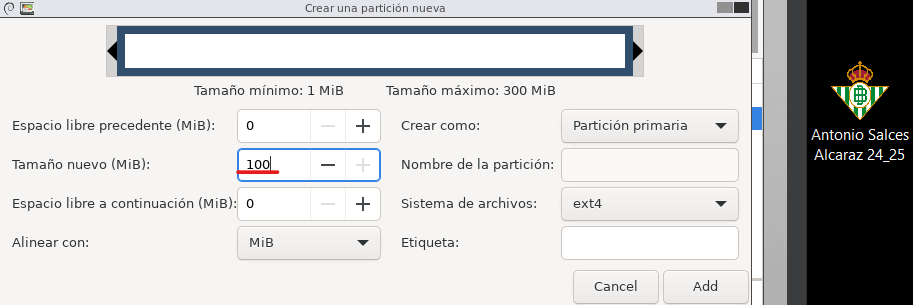 Crear una partición nueva
Tamaño mínimo: 1 MiB Tamaño máximo: 300 MiB
Espacio libre precedente (MiB): 0 Crear como: Partición primaria
Tamaño nuevo (MiB): 100 Nombre de la partición:
Espacio libre a continuación (MiB): 0 Sistema de archivos: ext4
Alinear con: MiB Etiqueta:
Cancel Add
Antonio Salces
Alcaraz 24_25